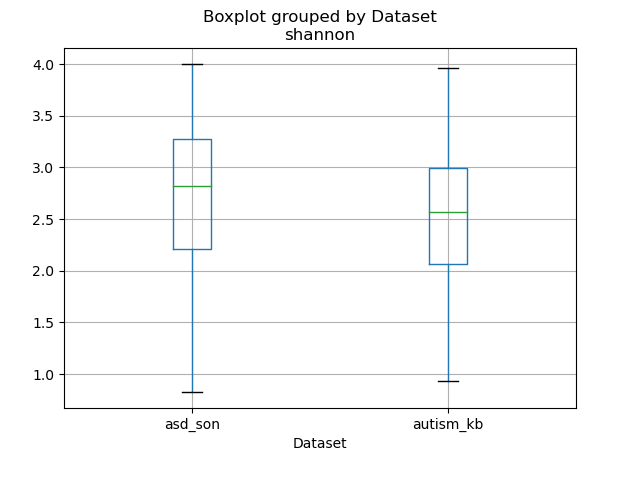 Boxplot grouped by Dataset
shannon
4.0
3.5
3.0
2.5
2.0
1.5
1.0
asd_son autism_kb
Dataset